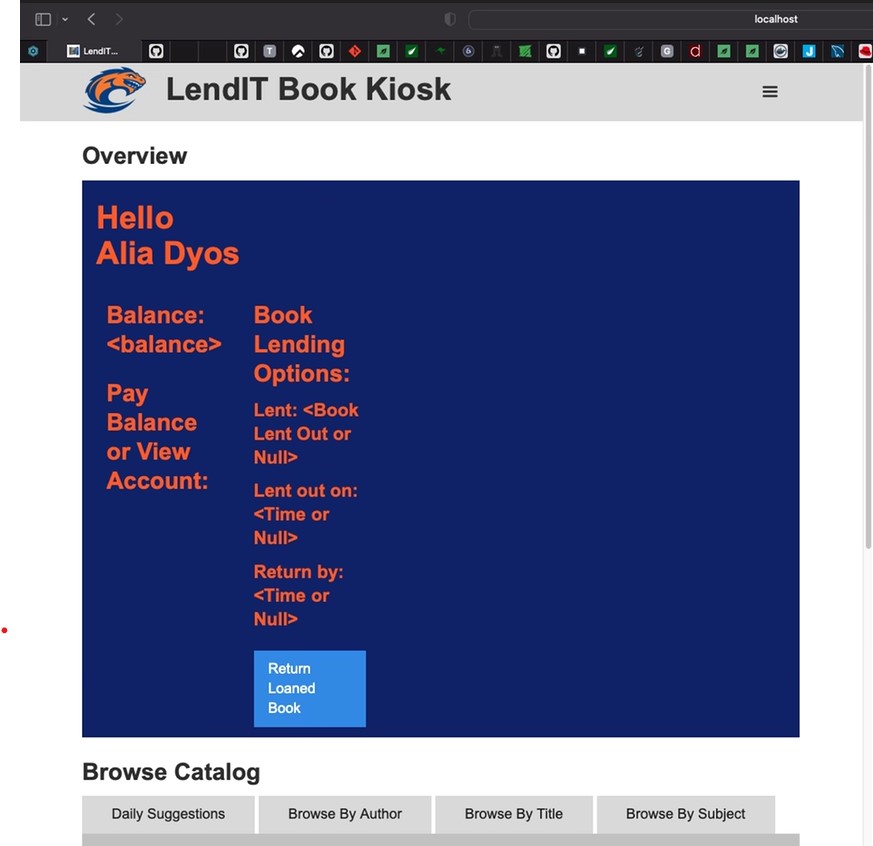 localhost
LendIT...
LendIT Book Kiosk
Overview
Hello
Alia Dyos
Balance:
<balance>
Pay
Balance
or View
Account:
Book
Lending
Options:
Lent: <Book
Lent Out or
Null>
Lent out on:
<Time or
Null>
Return by:
<Time or
Null>
Return
Loaned
Book
Browse Catalog
Daily Suggestions
Browse By Author
Browse By Title
Browse By Subject